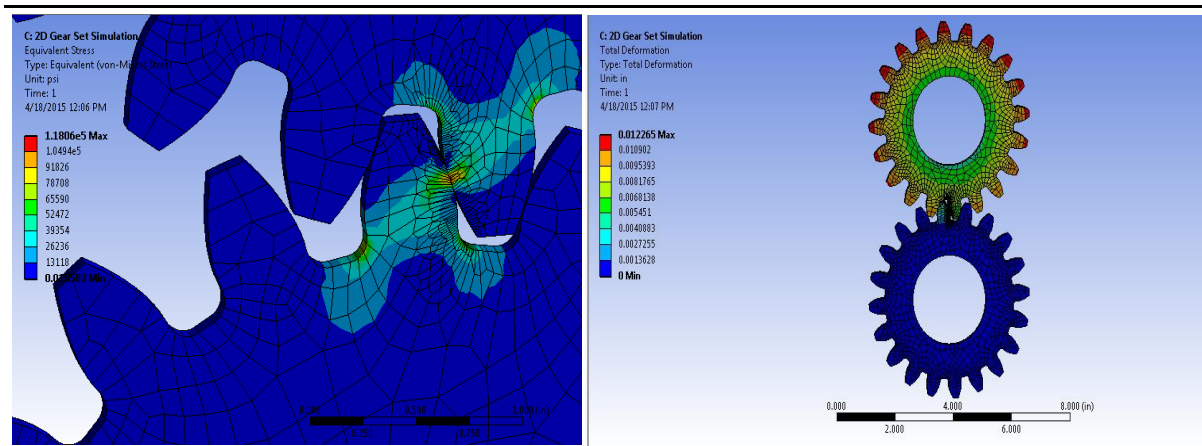 C: 2D Gear Set Simulation
Equivalent Stress
Type: Equivalent
Unit: psi
Time: 1
4/18/2015 12:06 PM
1.1806e5 Max
1.0494e5
91826
78708
65590
52472
39354
26236
13118
Min
1.000 (in)
C: 2D Gear Set Simulation
Total Deformation
Type: Total Deformation
Unit: in
Time: 1
4/18/2015 12:07 PM
0.012265 Max
0.010902
0.0095393
0.0081765
0.0068138
0.005451
0.0040883
0.0027255
0.0013628
0 Min
0.000 4.000 8.000 (in)
2.000 6.000